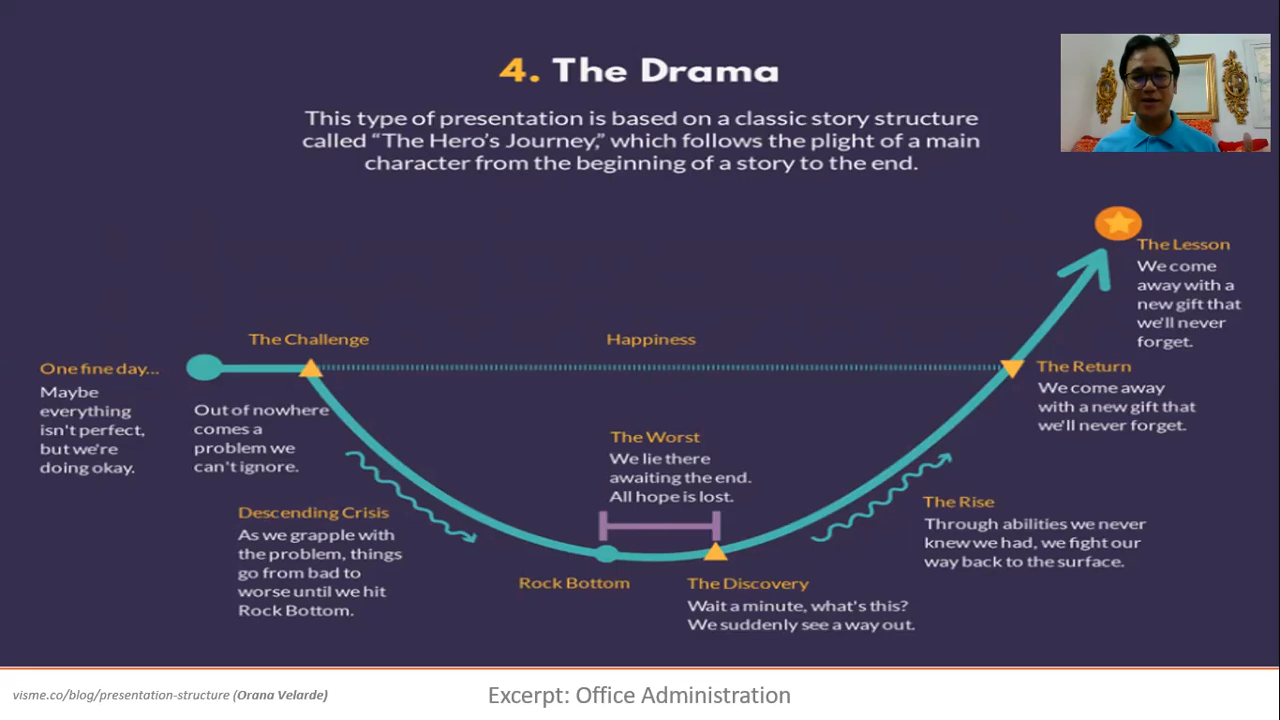 4. The Drama
This type of presentation is based on a classic story structure
called “The Hero’s Journey,” which follows the plight of a main
character from the beginning of a story to the end.
The Lesson
We come
away with a
new gift that
we'll never
forget.
The Challenge
Happiness
One fine day...
Maybe
everything
isn't perfect,
but we're
doing okay.
Out of nowhere
comes a
problem we
can't ignore.
The Return
We come away
with a new gift that
we'll never forget.
The Worst
We lie there
awaiting the end.
All hope is lost.
Descending Crisis
As we grapple with
the problem, things
go from bad to
worse until we hit
Rock Bottom.
The Rise
Through abilities we never
knew we had, we fight our
way back to the surface.
Rock Bottom
The Discovery
Wait a minute, what's this?
We suddenly see a way out.
visme.co/blog/presentation-structure (Orana Velarde)
Excerpt: Office Administration